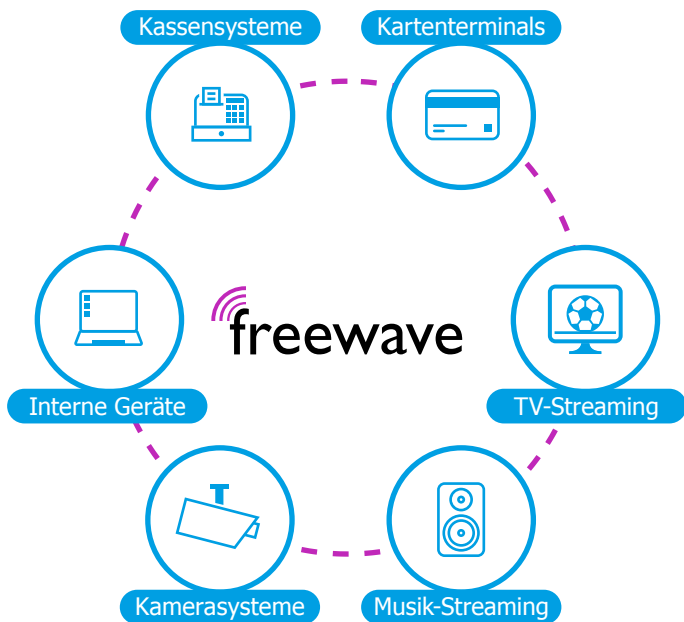 Kassensysteme
Kartenterminals
freewave
Interne Geräte
TV-Streaming
Kamerasysteme
Musik-Streaming